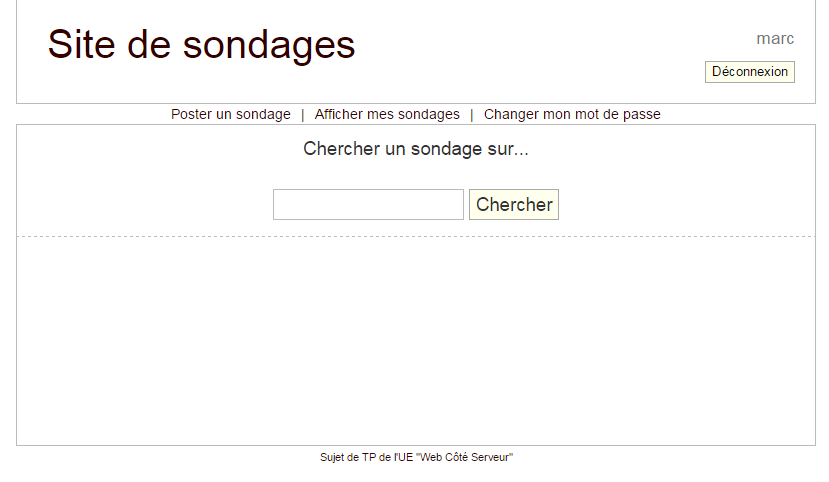 Site de sondages
marc
Déconnexion
Poster un sondage | Afficher mes sondages | Changer mon mot de passe
Chercher un sondage sur...
Chercher
Sujet de TP de l'UE "Web Côté Serveur"